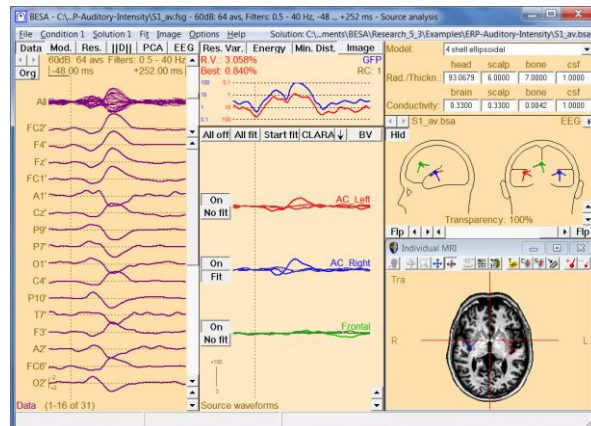 BESA - C:\...P-Auditory-Intensity\S1_av.fsg - 60dB: 64 avs, Filters: 0.5 - 40 Hz, -48 ... +252 ms - Source analysis
File Condition 1 Solution 1 Fit Image Options Help
Solution: C:\...ments\BESA\Research_5_3\Examples\ERP-Auditory-Intensity\S1_av.bsa
Data Mod. Res. ||D|| PCA EEG
Res. Var. Energy Min. Dist. Image
Org
60dB: 64 avs Filters: 0.5 - 40 Hz
-48.00 ms +252.00 ms
All
FC2'
F4'
Fz'
FC1'
A1'
Cz'
P9'
P7'
O1'
C4'
P10'
T7'
F3'
A2'
FC6'
O2'
Data (1-16 of 31)
R.V.: 3.058% GFP
Best: 0.840% RC: 1
100
10
1
0.1 100
All off All fit Start fit CLARA BV
On AC_Left
No fit
On AC_Right
Fit
On Frontal
No fit
+100
0
Source waveforms
Model: 4 shell ellipsoidal
head scalp bone csf
Rad./Thickn.: 93.0679 6.0000 7.0000 1.0000
brain scalp bone csf
Conductivity: 0.3300 0.3300 0.0042 1.0000
S1_av.bsa EEG
Hld
Transparency: 100%
Flp Flp
Individual MRI
Tra
R L